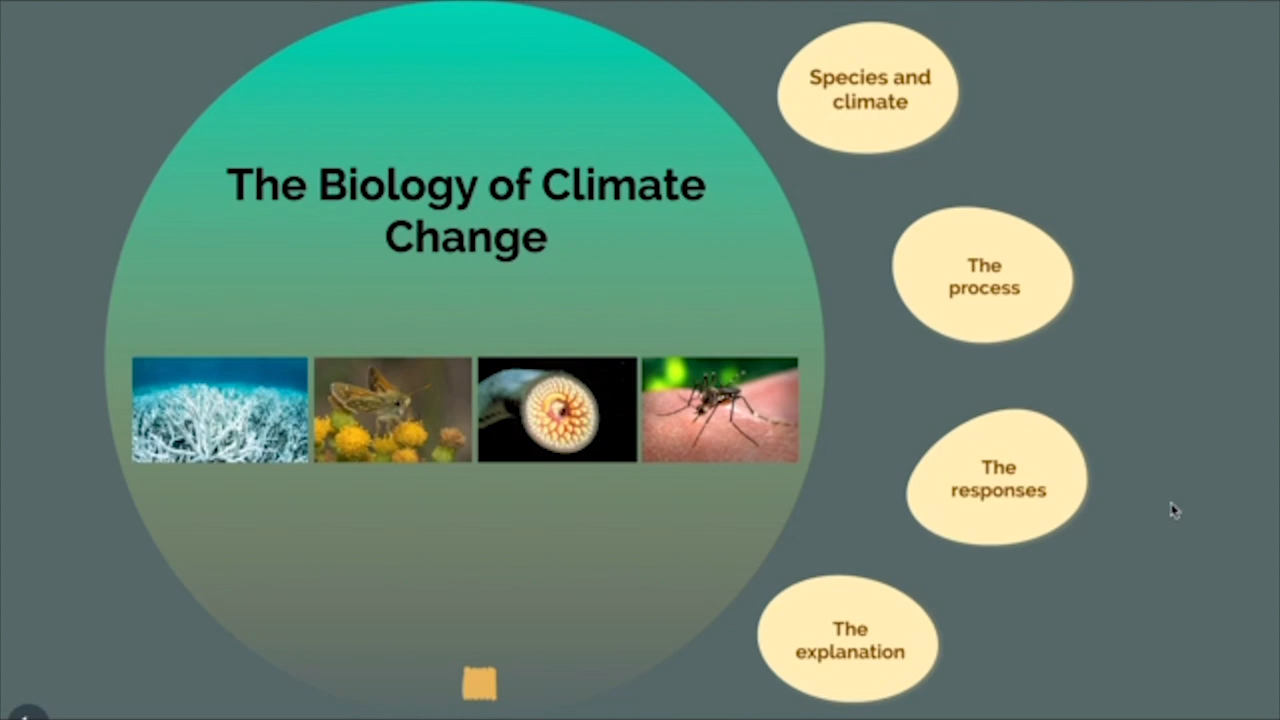 The Biology of Climate
Change
Species and
climate
The
process
The
responses
The
explanation